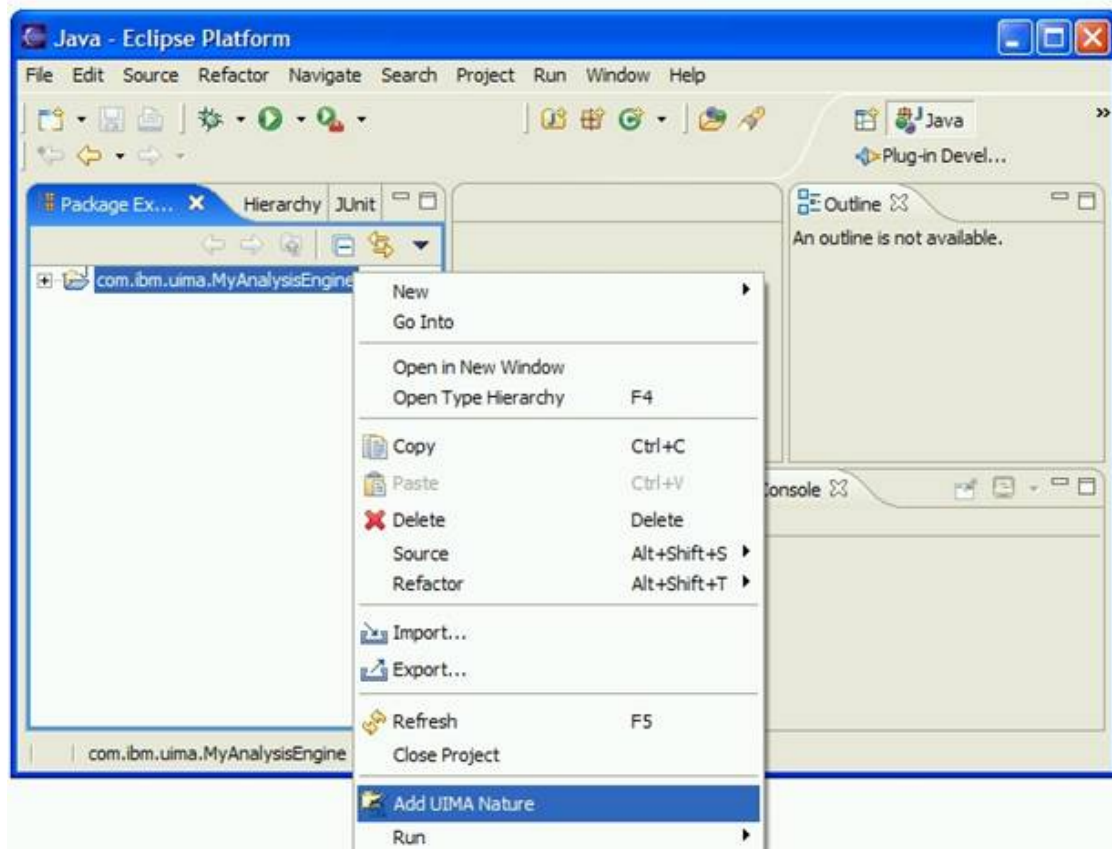 Java - Eclipse Platform
File Edit Source Refactor Navigate Search Project Run Window Help
Java
»
Plug-in Devel...
Package Ex... Hierarchy JUnit
Outline
An outline is not available.
com.ibm.uima.MyAnalysisEngine
New
Go Into
Open in New Window
Open Type Hierarchy F4
Copy Ctrl+C
Paste Ctrl+V
onsole
Delete Delete
Source Alt+Shift+S
Refactor Alt+Shift+T
Import...
Export...
Refresh F5
com.ibm.uima.MyAnalysisEngine
Close Project
Add UIMA Nature
Run